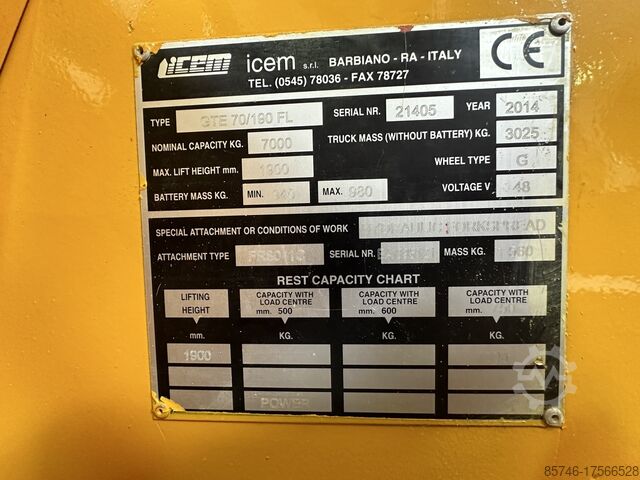 icem icem s.r.l. BARBIANO - RA - ITALY CE
TEL. (0545) 78036 - FAX 78727
TYPE GTE 70/190 FL SERIAL NR. 21405 YEAR 2014
NOMINAL CAPACITY KG. 7000 TRUCK MASS (WITHOUT BATTERY) KG. 3025
MAX. LIFT HEIGHT mm. 1900 WHEEL TYPE G
BATTERY MASS KG. MIN. MAX. 980 VOLTAGE V 48
SPECIAL ATTACHMENT OR CONDITIONS OF WORK HYDRAULIC FORKSPREAD
ATTACHMENT TYPE SERIAL NR. MASS KG. 560
REST CAPACITY CHART
LIFTING HEIGHT CAPACITY WITH LOAD CENTRE mm. 500 CAPACITY WITH LOAD CENTRE mm. 600 CAPACITY WITH LOAD CENTRE
mm. KG. KG. KG.
1900
POWER
85746-17566528